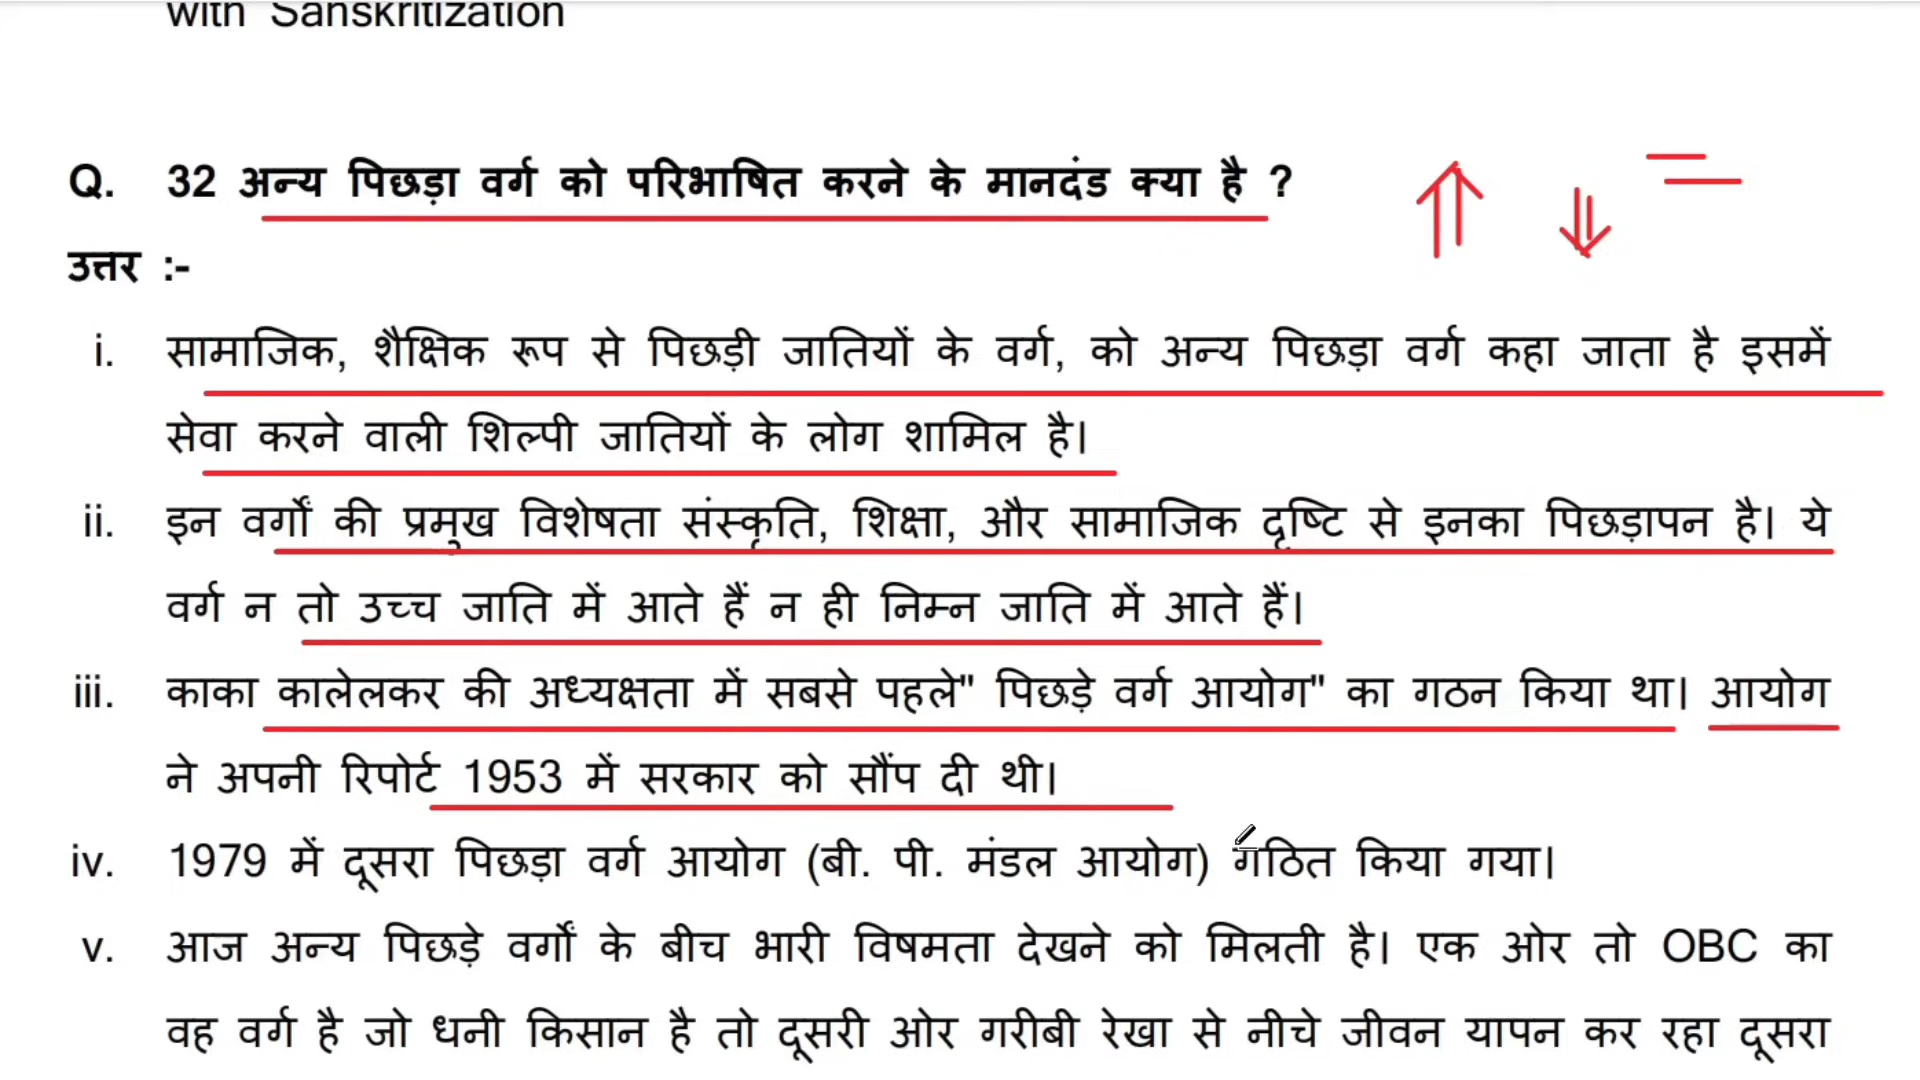 with Sanskritization
Q. 32 अन्य पिछड़ा वर्ग को परिभाषित करने के मानदंड क्या है ?
उत्तर :-
i. सामाजिक, शैक्षिक रूप से पिछड़ी जातियों के वर्ग, को अन्य पिछड़ा वर्ग कहा जाता है इसमें
सेवा करने वाली शिल्पी जातियों के लोग शामिल है।
ii. इन वर्गों की प्रमुख विशेषता संस्कृति, शिक्षा, और सामाजिक दृष्टि से इनका पिछड़ापन है। ये
वर्ग न तो उच्च जाति में आते हैं न ही निम्न जाति में आते हैं।
iii. काका कालेलकर की अध्यक्षता में सबसे पहले" पिछड़े वर्ग आयोग" का गठन किया था। आयोग
ने अपनी रिपोर्ट 1953 में सरकार को सौंप दी थी।
iv. 1979 में दूसरा पिछड़ा वर्ग आयोग (बी. पी. मंडल आयोग) गठित किया गया।
v. आज अन्य पिछड़े वर्गों के बीच भारी विषमता देखने को मिलती है। एक ओर तो OBC का
वह वर्ग है जो धनी किसान है तो दूसरी ओर गरीबी रेखा से नीचे जीवन यापन कर रहा दूसरा